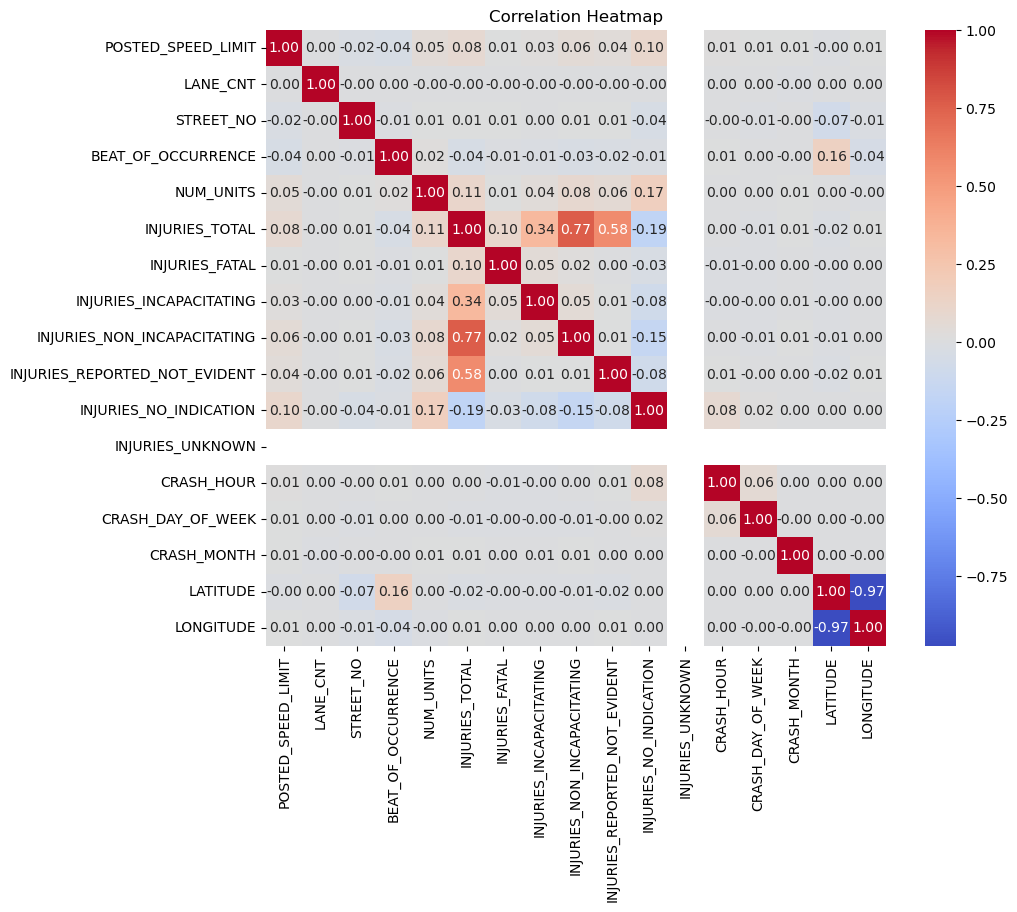 Correlation Heatmap
POSTED_SPEED_LIMIT 1.00 0.00 -0.02 -0.04 0.05 0.08 0.01 0.03 0.06 0.04 0.10 0.01 0.01 0.01 -0.00 0.01
LANE_CNT 0.00 1.00 -0.00 0.00 -0.00 -0.00 -0.00 -0.00 -0.00 -0.00 -0.00 0.00 0.00 -0.00 0.00 0.00
STREET_NO -0.02 -0.00 1.00 -0.01 0.01 0.01 0.01 0.00 0.01 0.01 -0.04 -0.00 -0.01 -0.00 -0.07 -0.01
BEAT_OF_OCCURRENCE -0.04 0.00 -0.01 1.00 0.02 -0.04 -0.01 -0.01 -0.03 -0.02 -0.01 0.01 0.00 -0.00 0.16 -0.04
NUM_UNITS 0.05 -0.00 0.01 0.02 1.00 0.11 0.01 0.04 0.08 0.06 0.17 0.00 0.00 0.01 0.00 -0.00
INJURIES_TOTAL 0.08 -0.00 0.01 -0.04 0.11 1.00 0.10 0.34 0.77 0.58 -0.19 0.00 -0.01 0.01 -0.02 0.01
INJURIES_FATAL 0.01 -0.00 0.01 -0.01 0.01 0.10 1.00 0.05 0.02 0.00 -0.03 -0.01 -0.00 0.00 -0.00 0.00
INJURIES_INCAPACITATING 0.03 -0.00 0.00 -0.01 0.04 0.34 0.05 1.00 0.05 0.01 -0.08 -0.00 -0.00 0.01 -0.00 0.00
INJURIES_NON_INCAPACITATING 0.06 -0.00 0.01 -0.03 0.08 0.77 0.02 0.05 1.00 0.01 -0.15 0.00 -0.01 0.01 -0.01 0.00
INJURIES_REPORTED_NOT_EVIDENT 0.04 -0.00 0.01 -0.02 0.06 0.58 0.00 0.01 0.01 1.00 -0.08 0.01 -0.00 0.00 -0.02 0.01
INJURIES_NO_INDICATION 0.10 -0.00 -0.04 -0.01 0.17 -0.19 -0.03 -0.08 -0.15 -0.08 1.00 0.08 0.02 0.00 0.00 0.00
INJURIES_UNKNOWN
CRASH_HOUR 0.01 0.00 -0.00 0.01 0.00 0.00 -0.01 -0.00 0.00 0.01 0.08 1.00 0.06 0.00 0.00 0.00
CRASH_DAY_OF_WEEK 0.01 0.00 -0.01 0.00 0.00 -0.01 -0.00 -0.00 -0.01 -0.00 0.02 0.06 1.00 -0.00 0.00 -0.00
CRASH_MONTH 0.01 -0.00 -0.00 -0.00 0.01 0.01 0.00 0.01 0.01 0.00 0.00 0.00 -0.00 1.00 0.00 -0.00
LATITUDE -0.00 0.00 -0.07 0.16 0.00 -0.02 -0.00 -0.00 -0.01 -0.02 0.00 0.00 0.00 0.00 1.00 -0.97
LONGITUDE 0.01 0.00 -0.01 -0.04 -0.00 0.01 0.00 0.00 0.00 0.01 0.00 0.00 -0.00 -0.00 -0.97 1.00
POSTED_SPEED_LIMIT
LANE_CNT
STREET_NO
BEAT_OF_OCCURRENCE
NUM_UNITS
INJURIES_TOTAL
INJURIES_FATAL
INJURIES_INCAPACITATING
INJURIES_NON_INCAPACITATING
INJURIES_REPORTED_NOT_EVIDENT
INJURIES_NO_INDICATION
INJURIES_UNKNOWN
CRASH_HOUR
CRASH_DAY_OF_WEEK
CRASH_MONTH
LATITUDE
LONGITUDE
1.00
0.75
0.50
0.25
0.00
−0.25
−0.50
−0.75